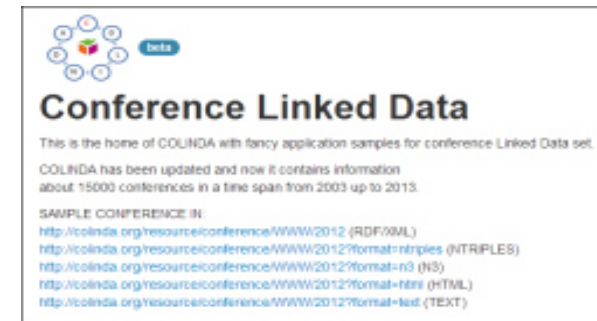 beta
Conference Linked Data
This is the home of COLINDA with fancy application samples for conference Linked Data set.
COLINDA has been updated and now it contains information
about 15000 conferences in a time span from 2003 up to 2013.
SAMPLE CONFERENCE IN:
http://colinda.org/resource/conference/WWW/2012 (RDF/XML)
http://colinda.org/resource/conference/WWW/2012?format=ntriples (NTRIPLES)
http://colinda.org/resource/conference/WWW/2012?format=n3 (N3)
http://colinda.org/resource/conference/WWW/2012?format=html (HTML)
http://colinda.org/resource/conference/WWW/2012?format=text (TEXT)